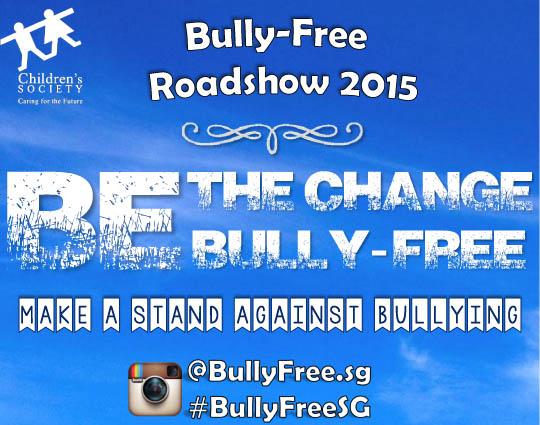 Children's
SOCIETY
Caring for the Future
Bully-Free
Roadshow 2015
BE THE CHANGE
BULLY-FREE
MAKE A STAND AGAINST BULLYING
@BullyFree.sg
#BullyFreeSG